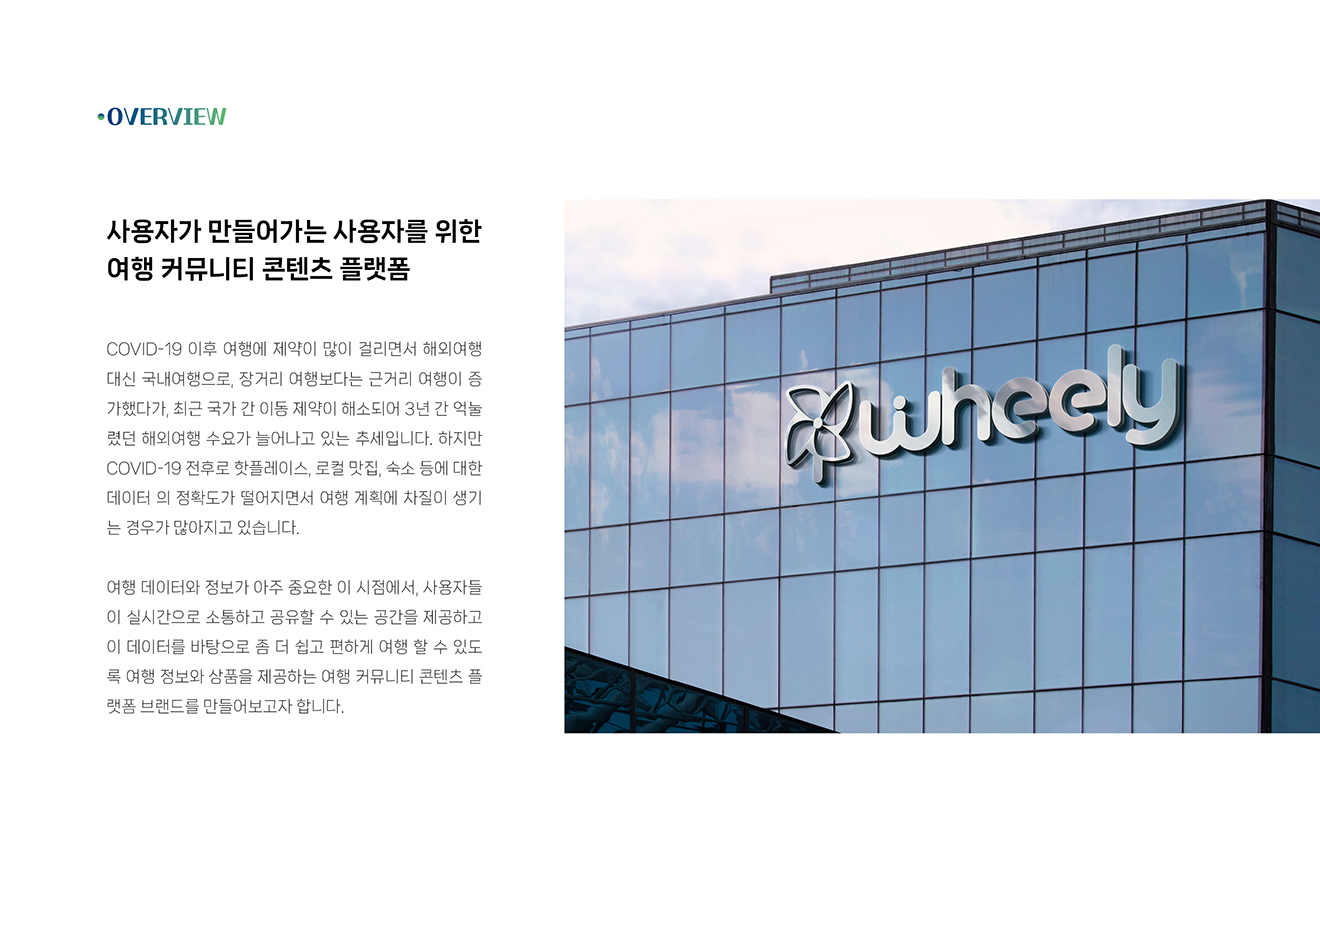 •OVERVIEW
사용자가 만들어가는 사용자를 위한
여행 커뮤니티 콘텐츠 플랫폼
COVID-19 이후 여행에 제약이 많이 걸리면서 해외여행
대신 국내여행으로, 장거리 여행보다는 근거리 여행이 증
가했다가, 최근 국가 간 이동 제약이 해소되어 3년 간 억눌
렸던 해외여행 수요가 늘어나고 있는 추세입니다. 하지만
COVID-19 전후로 핫플레이스, 로컬 맛집, 숙소 등에 대한
데이터 의 정확도가 떨어지면서 여행 계획에 차질이 생기
는 경우가 많아지고 있습니다.
여행 데이터와 정보가 아주 중요한 이 시점에서, 사용자들
이 실시간으로 소통하고 공유할 수 있는 공간을 제공하고
이 데이터를 바탕으로 좀 더 쉽고 편하게 여행 할 수 있도
록 여행 정보와 상품을 제공하는 여행 커뮤니티 콘텐츠 플
랫폼 브랜드를 만들어보고자 합니다.
wheely